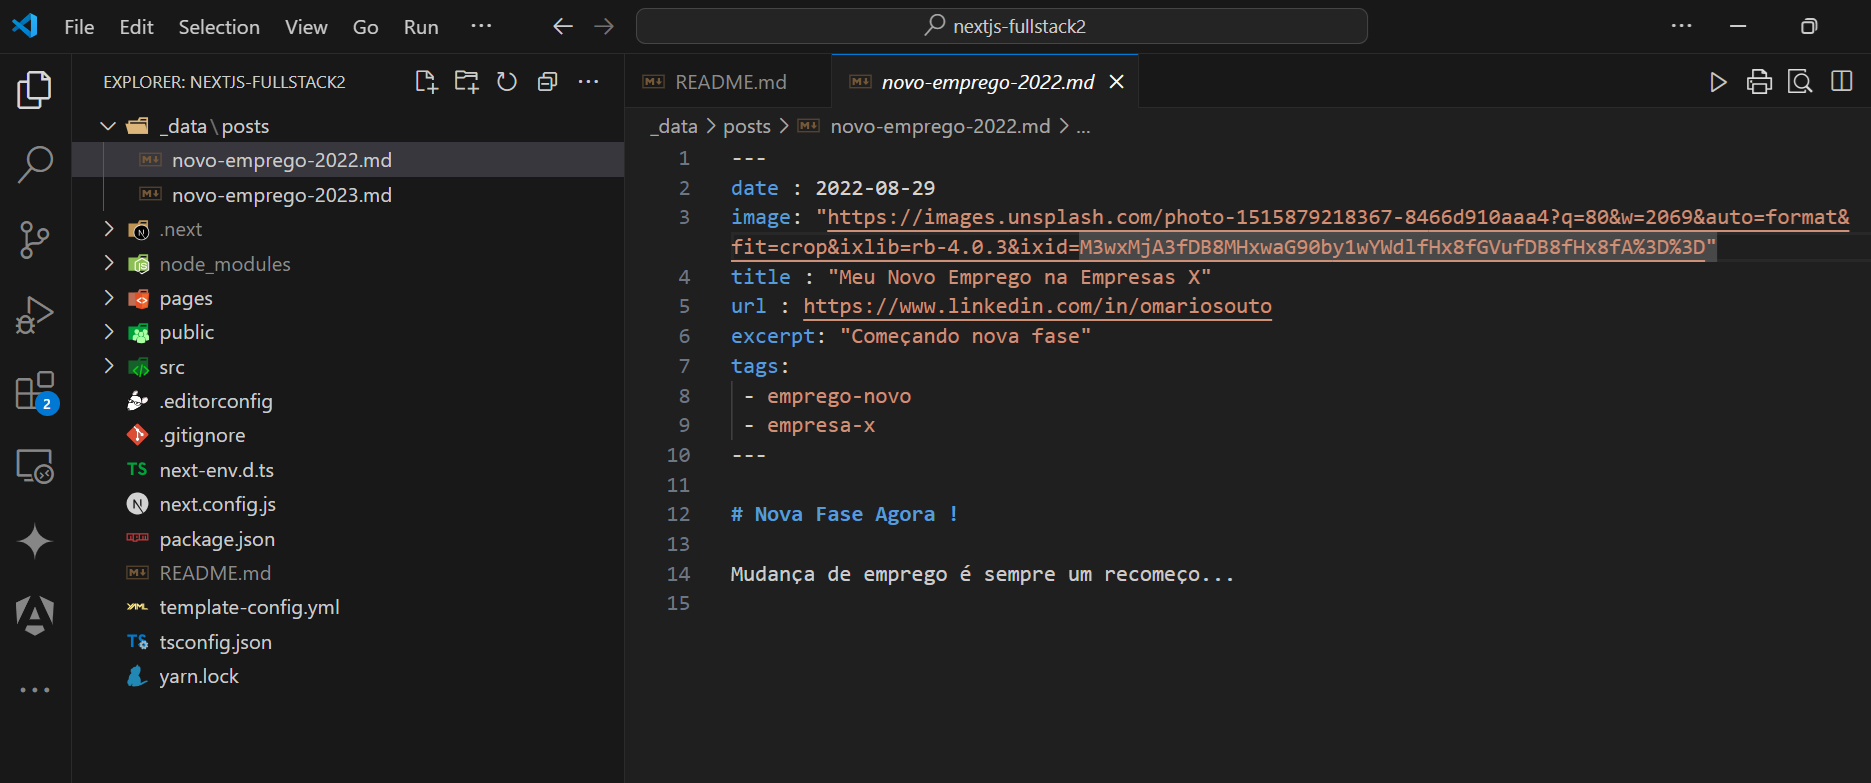 File Edit Selection View Go Run ... nextjs-fullstack2 ...
EXPLORER: NEXTJS-FULLSTACK2 ...
_data\posts
novo-emprego-2022.md
novo-emprego-2023.md
.next
node_modules
pages
public
src
.editorconfig
.gitignore
TS next-env.d.ts
N next.config.js
package.json
README.md
YAML template-config.yml
TS tsconfig.json
yarn.lock
2
README.md novo-emprego-2022.md
_data > posts > novo-emprego-2022.md > ...
1 ---
2 date : 2022-08-29
3 image: "https://images.unsplash.com/photo-1515879218367-8466d910aaa4?q=80&w=2069&auto=format&
fit=crop&ixlib=rb-4.0.3&ixid=M3wxMjA3fDB8MHxwaG90by1wYWdlfHx8fGVufDB8fHx8fA%3D%3D"
4 title : "Meu Novo Emprego na Empresas X"
5 url : https://www.linkedin.com/in/omariosouto
6 excerpt: "Começando nova fase"
7 tags:
8 - emprego-novo
9 - empresa-x
10 ---
11
12 # Nova Fase Agora !
13
14 Mudança de emprego é sempre um recomeço...
15